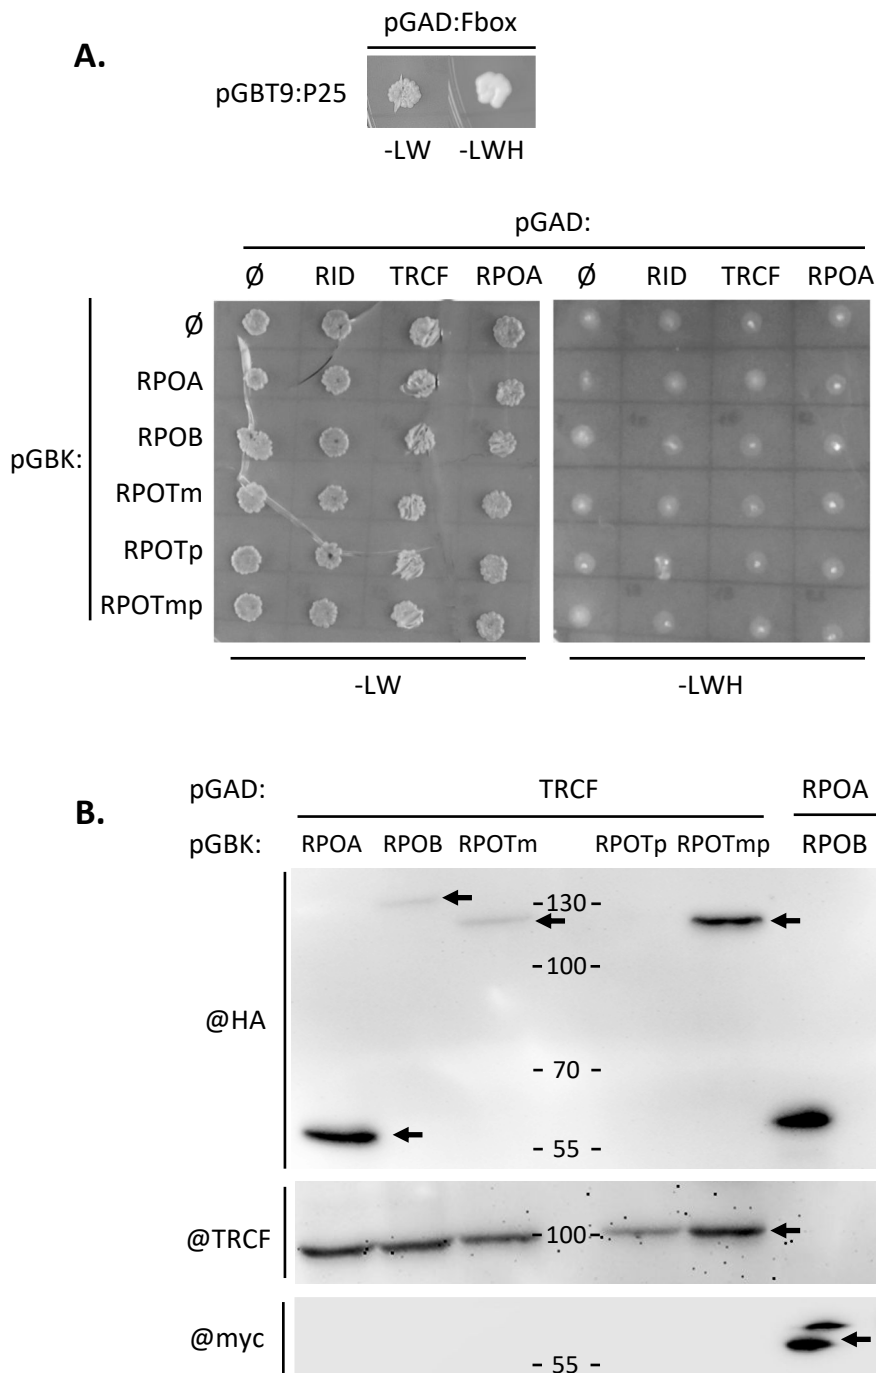 A.
pGAD:Fbox
pGBT9:P25
-LW -LWH
pGAD:
Ø RID TRCF RPOA Ø RID TRCF RPOA
pGBK:
Ø
RPOA
RPOB
RPOTm
RPOTp
RPOTmp
-LW -LWH
B.
pGAD: TRCF RPOA
pGBK: RPOA RPOB RPOTm RPOTp RPOTmp RPOB
@HA
- 130 -
100 -
- 70 -
- 55 -
@TRCF
- 100 -
@myc
- 55 -